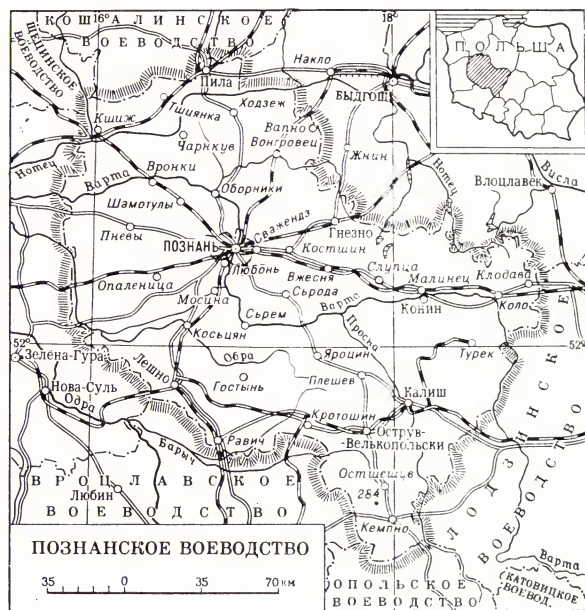 КОШАЛИНСКОЕ
ВОЕВОДСТВО
16°
18°
ЩЕЦИНСКОЕ
ВОЕВОДСТВО
ПОЛЬША
Пила
Накло
БЫДГОЩ
Тшцянка
Ходзеж
Кшиж
Чарнкув
Вапно
Вонгровец
Жнин
Нотец
Варта
Вронки
Нотец
Влоцлавек
Висла
Оборники
Шамотулы
Пневы
Сважендз
Гнезно
ПОЗНАНЬ
Костшин
Любонь
Вжесня
Слупца
Малинец
Клодава
Опаленица
Мосина
Сьрода
Варта
Конин
Коло
Сьрем
Косьцян
Просна
52°
52°
Зелёна-Гура
Обра
Яроцин
Турек
Лешно
Нова-Суль
Гостынь
Плешев
Калиш
Одра
Кротошин
Острув-
Велькопольски
Барыч
Равич
ВРОЦЛАВСКОЕ
ВОЕВОДСТВО
Любин
Остшешув
284
Кемпно
ЛОДЗИНСКОЕ
ВОЕВОДСТВО
ПОЗНАНСКОЕ ВОЕВОДСТВО
35 0 35 70 км
ОПОЛЬСКОЕ
ВОЕВОДСТВО
Варта
КАТОВИЦКОЕ
ВОЕВОД.